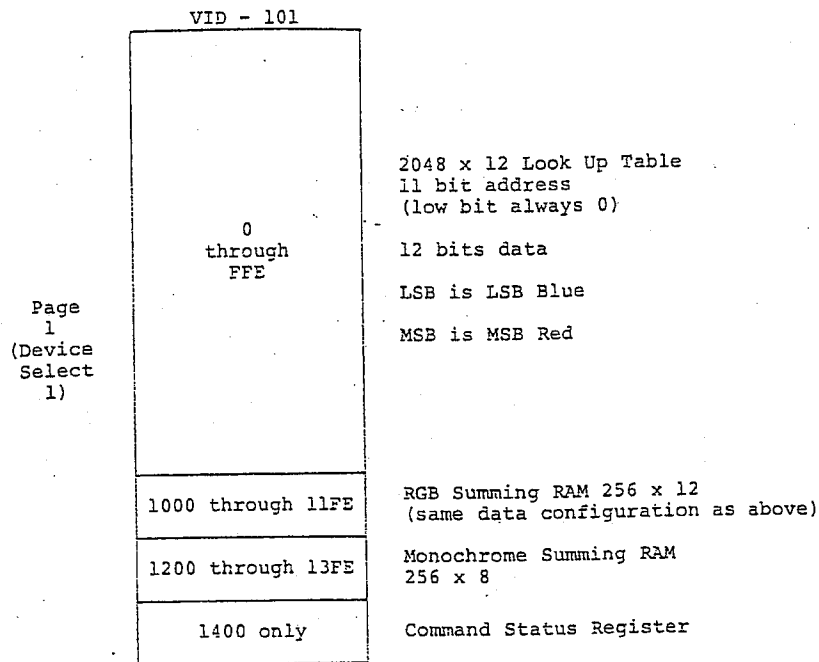 VID - 101
2048 x 12 Look Up Table
11 bit address
(low bit always 0)
0
through
FFE
12 bits data
LSB is LSB Blue
MSB is MSB Red
Page
1
(Device
Select
1)
1000 through 11FE
RGB Summing RAM 256 x 12
(same data configuration as above)
1200 through 13FE
Monochrome Summing RAM
256 x 8
1400 only
Command Status Register